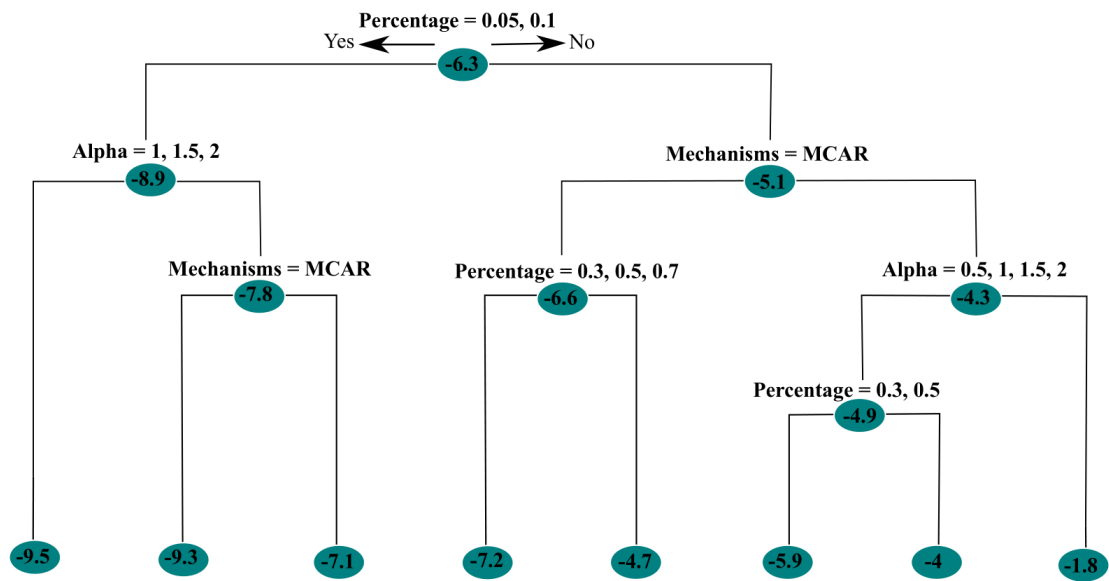 Percentage = 0.05, 0.1
Yes No
-6.3
Alpha = 1, 1.5, 2
Mechanisms = MCAR
-8.9
-5.1
Mechanisms = MCAR
Percentage = 0.3, 0.5, 0.7
Alpha = 0.5, 1, 1.5, 2
-7.8
-6.6
-4.3
Percentage = 0.3, 0.5
-4.9
-9.5
-9.3
-7.1
-7.2
-4.7
-5.9
-4
-1.8